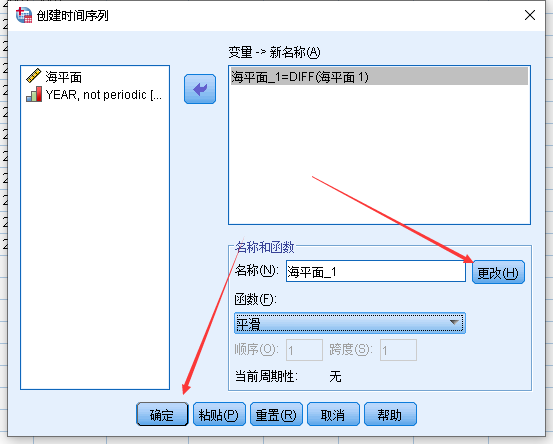 创建时间序列
变量 -> 新名称(A)
海平面
YEAR, not periodic [...
海平面_1=DIFF(海平面 1)
名称和函数
名称(N):
海平面_1
更改(H)
函数(F):
平滑
顺序(O):
1
跨度(S):
1
当前周期性:
无
确定
粘贴(P)
重置(R)
取消
帮助